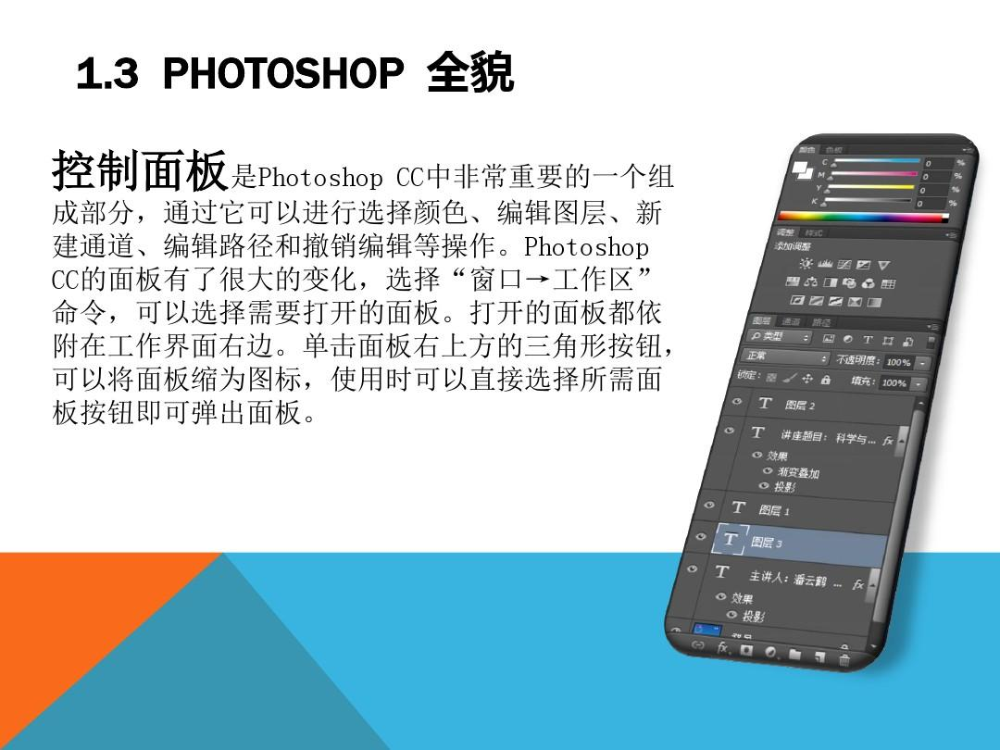 1.3 PHOTOSHOP 全貌
控制面板是Photoshop CC中非常重要的一个组
成部分，通过它可以进行选择颜色、编辑图层、新
建通道、编辑路径和撤销编辑等操作。Photoshop
CC的面板有了很大的变化，选择“窗口→工作区”
命令，可以选择需要打开的面板。打开的面板都依
附在工作界面右边。单击面板右上方的三角形按钮，
可以将面板缩为图标，使用时可以直接选择所需面
板按钮即可弹出面板。
颜色 色板
C 0 %
M 0 %
Y 0 %
K 0 %
调整 样式
添加调整
图层 通道 路径
类型 T
正常 不透明度: 100%
锁定: 填充: 100%
T 图层 2
T 讲座题目: 科学与... fx
效果
渐变叠加
投影
T 图层 1
T 图层 3
T 主讲人: 潘云鹤 ... fx
效果
投影
fx